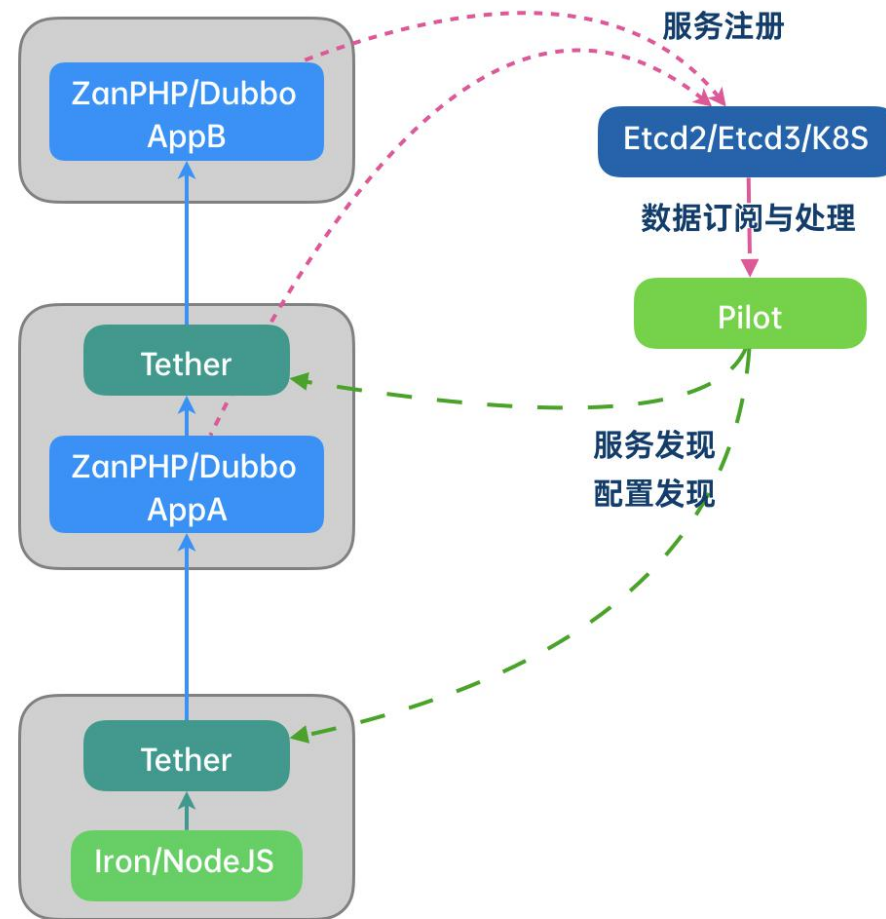 服务注册
ZanPHP/Dubbo
AppB
Etcd2/Etcd3/K8S
数据订阅与处理
Pilot
Tether
服务发现
配置发现
ZanPHP/Dubbo
AppA
Tether
Iron/NodeJS